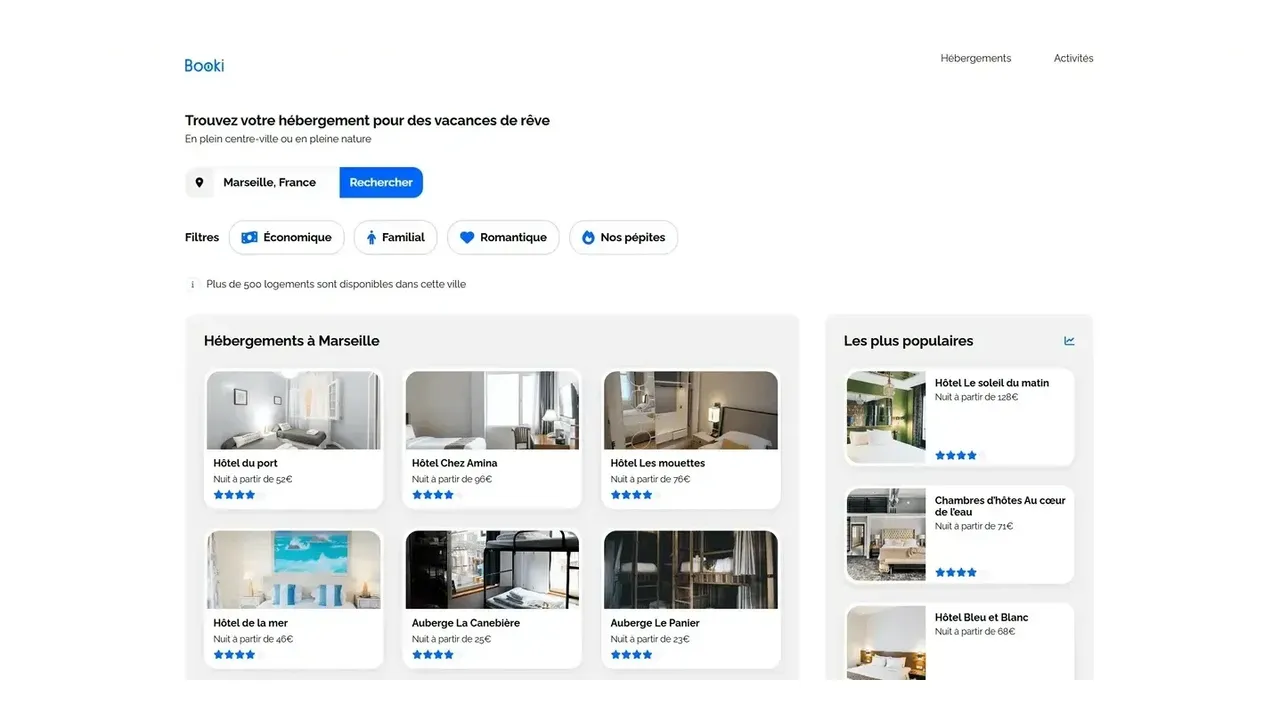 Booki
Hébergements
Activités
Trouvez votre hébergement pour des vacances de rêve
En plein centre-ville ou en pleine nature
Marseille, France
Rechercher
Filtres
Économique
Familial
Romantique
Nos pépites
Plus de 500 logements sont disponibles dans cette ville
Hébergements à Marseille
Hôtel du port
Nuit à partir de 52€
Hôtel Chez Amina
Nuit à partir de 96€
Hôtel Les mouettes
Nuit à partir de 76€
Hôtel de la mer
Nuit à partir de 46€
Auberge La Canebière
Nuit à partir de 25€
Auberge Le Panier
Nuit à partir de 23€
Les plus populaires
Hôtel Le soleil du matin
Nuit à partir de 128€
Chambres d'hôtes Au cœur
de l'eau
Nuit à partir de 71€
Hôtel Bleu et Blanc
Nuit à partir de 68€